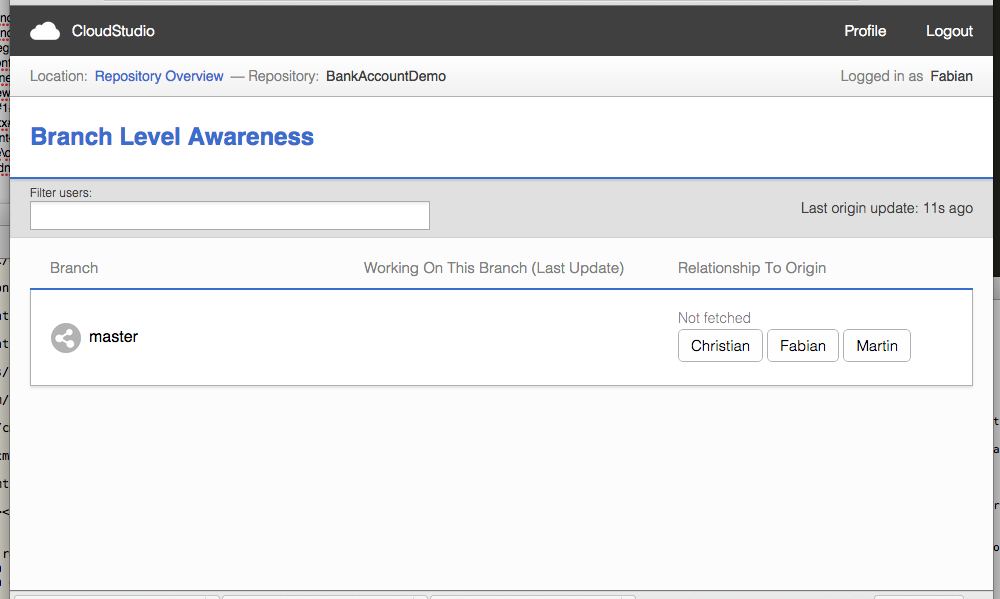 CloudStudio Profile Logout
Location: Repository Overview — Repository: BankAccountDemo Logged in as Fabian
Branch Level Awareness
Filter users:
Last origin update: 11s ago
Branch Working On This Branch (Last Update) Relationship To Origin
Not fetched
master
Christian Fabian Martin